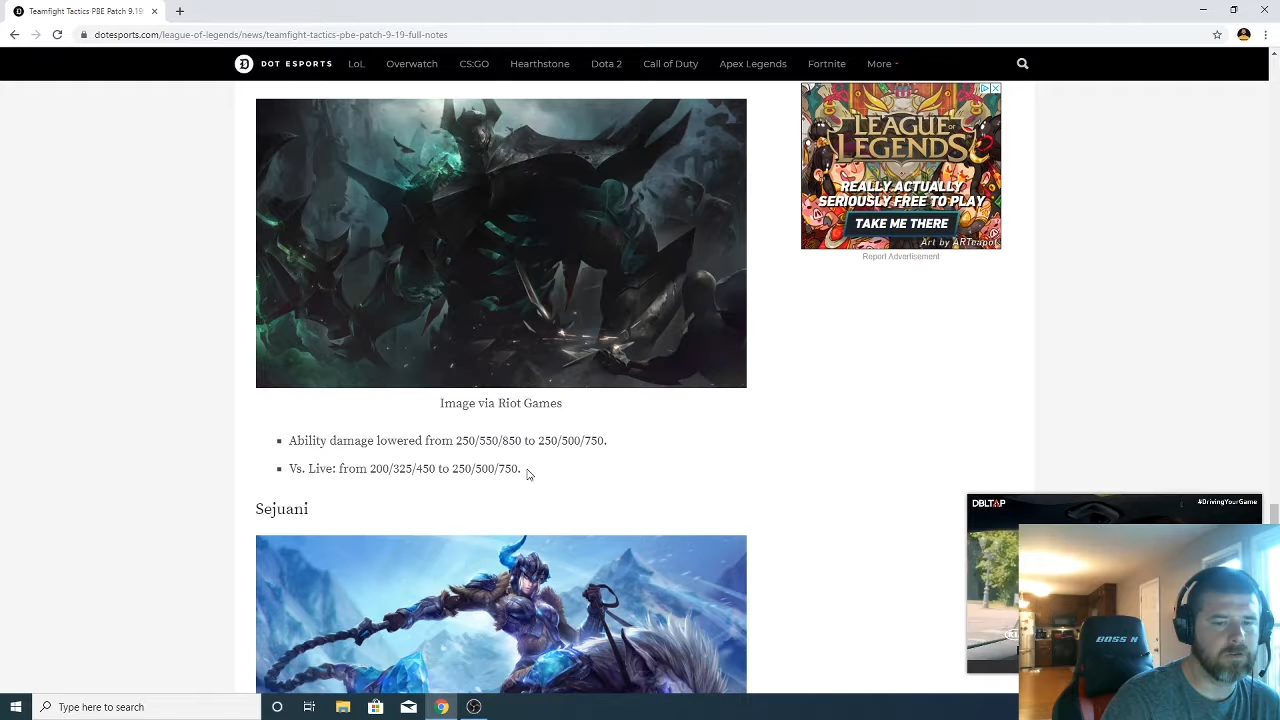 Teamfight Tactics PBE Patch 9.19:
dotesports.com/league-of-legends/news/teamfight-tactics-pbe-patch-9-19-full-notes
DOT ESPORTS
LoL
Overwatch
CS:GO
Hearthstone
Dota 2
Call of Duty
Apex Legends
Fortnite
More
LEAGUE OF
LEGENDS
REALLY, ACTUALLY
SERIOUSLY FREE TO PLAY
TAKE ME THERE
Art by ARTeapot
Report Advertisement
Image via Riot Games
Ability damage lowered from 250/550/850 to 250/500/750.
Vs. Live: from 200/325/450 to 250/500/750.
Sejuani
DBLTAP
#DrivingYourGame
BOSS
Type here to search